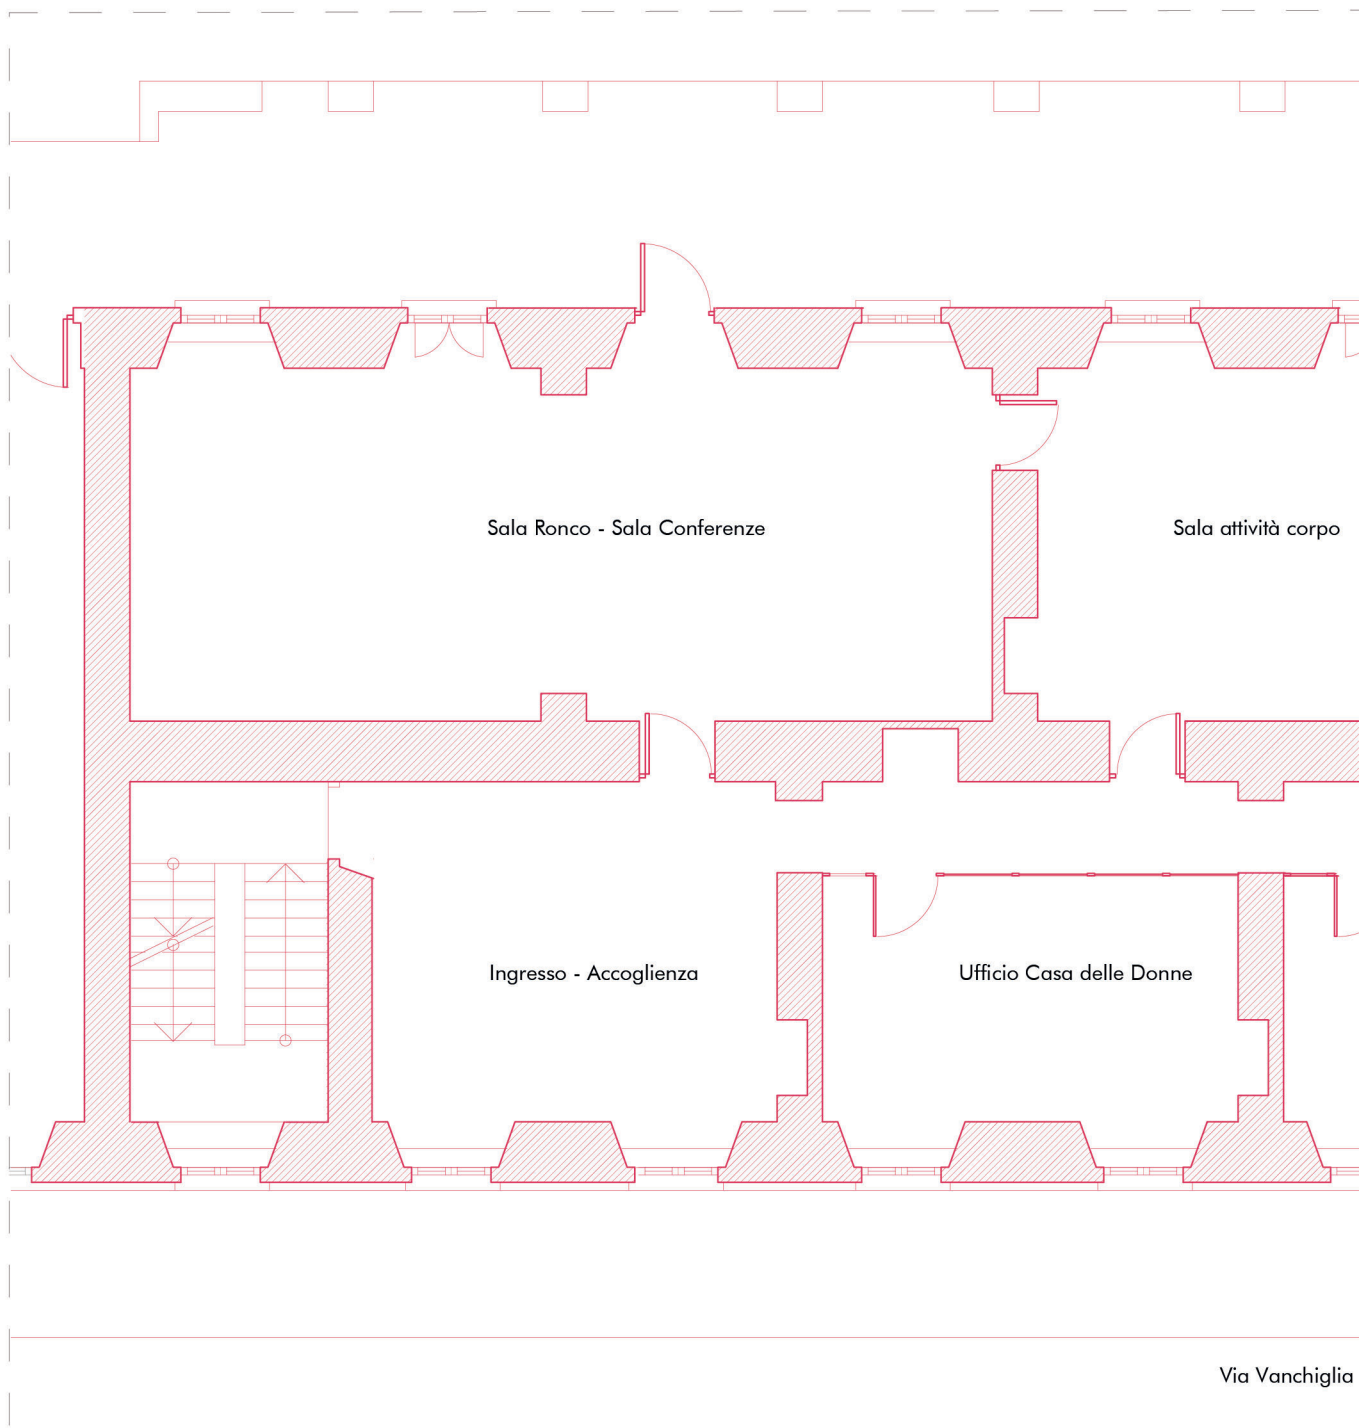 Sala Ronco - Sala Conferenze
Sala attività corpo
Ingresso - Accoglienza
Ufficio Casa delle Donne
Via Vanchiglia